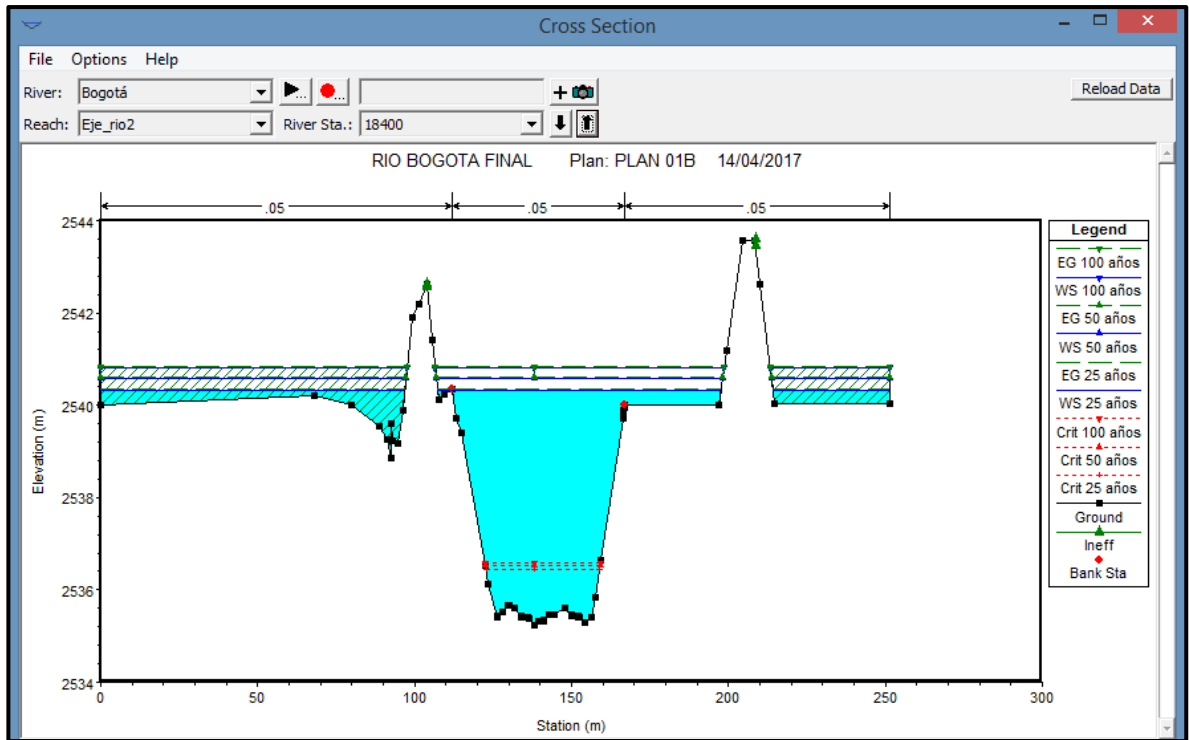 Cross Section
File Options Help
River: Bogotá ... ... + Reload Data
Reach: Eje_rio2 River Sta.: 18400
RIO BOGOTA FINAL Plan: PLAN 01B 14/04/2017
.05 .05 .05
2544
2542
2540
2538
2536
2534
Elevation (m)
0 50 100 150 200 250 300
Station (m)
Legend
EG 100 años
WS 100 años
EG 50 años
WS 50 años
EG 25 años
WS 25 años
Crit 100 años
Crit 50 años
Crit 25 años
Ground
Ineff
Bank Sta